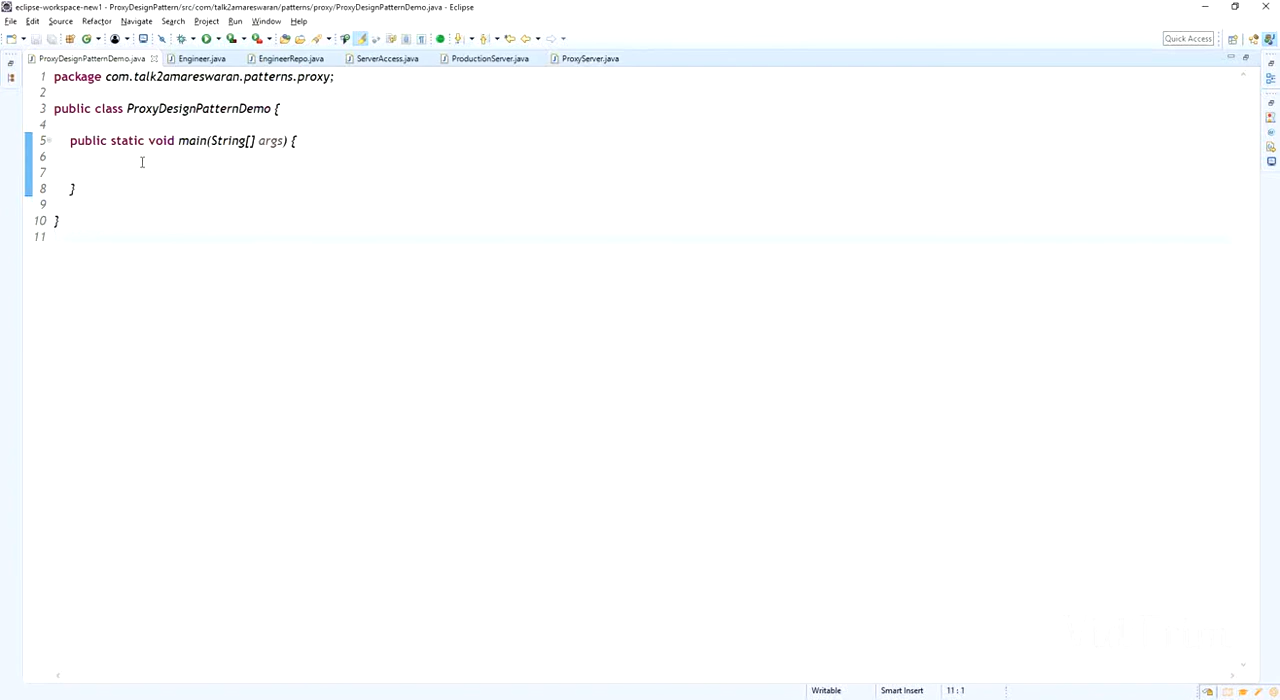 eclipse-workspace-new1 - ProxyDesignPattern/src/com/talk2amareswaran/patterns/proxy/ProxyDesignPatternDemo.java - Eclipse
File Edit Source Refactor Navigate Search Project Run Window Help
Quick Access
ProxyDesignPatternDemo.java Engineer.java EngineerRepo.java ServerAccess.java ProductionServer.java ProxyServer.java
1 package com.talk2amareswaran.patterns.proxy;
2
3 public class ProxyDesignPatternDemo {
4
5 public static void main(String[] args) {
6
7
8 }
9
10 }
11
Writable Smart Insert 11 : 1